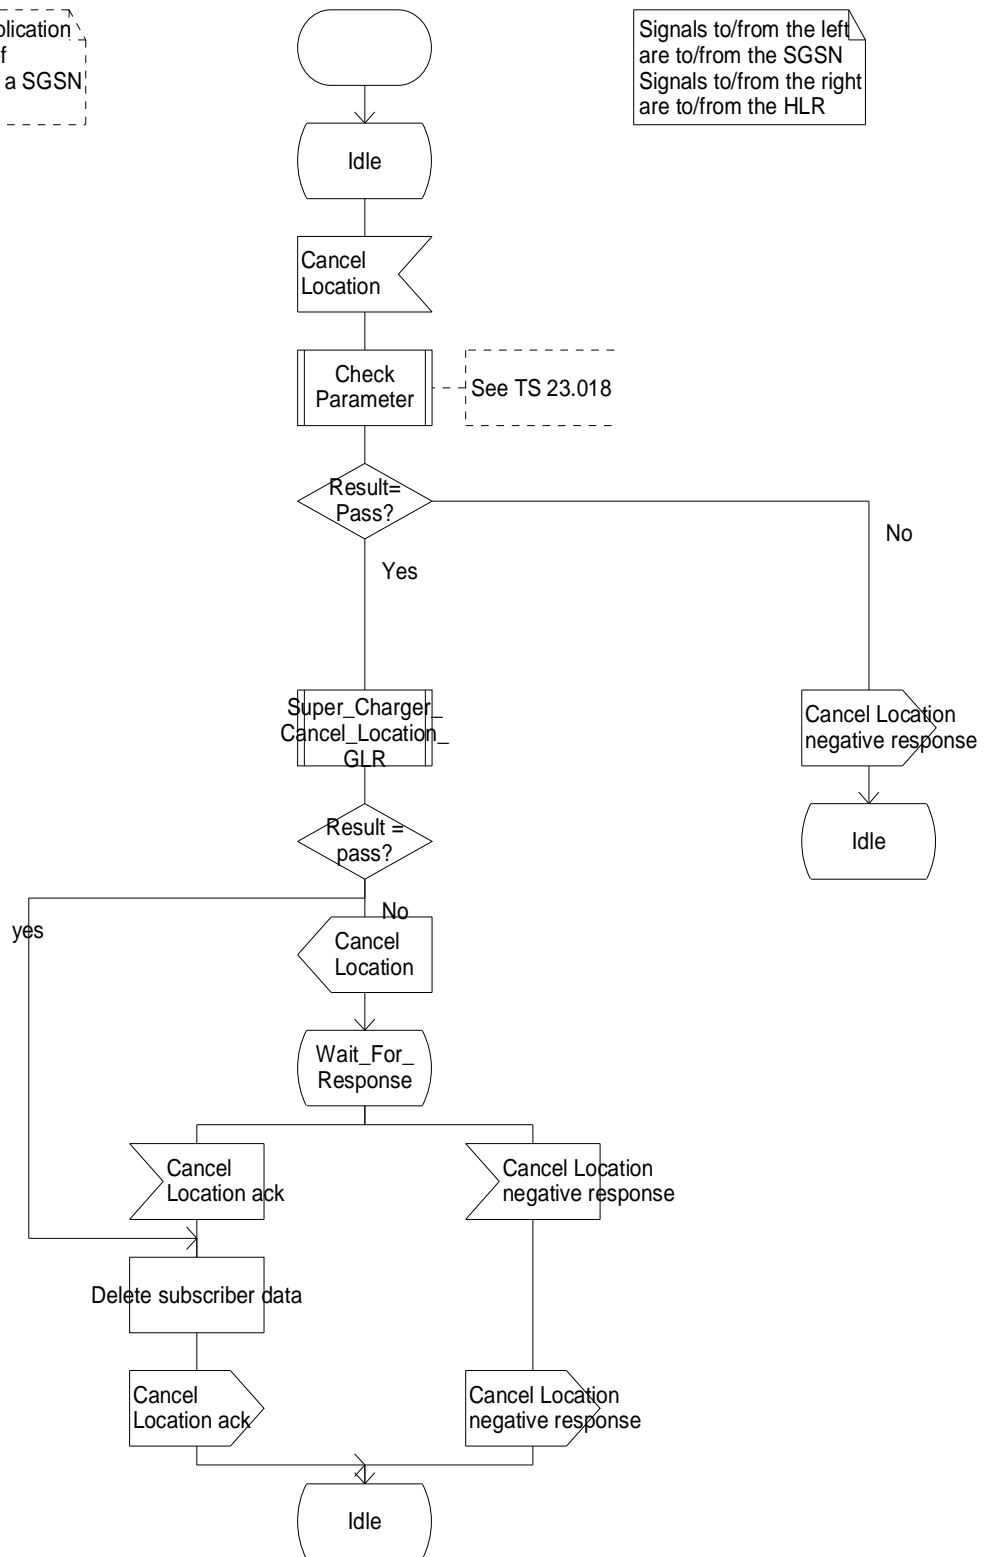 a SGSN
Signals to/from the left
are to/from the SGSN
Signals to/from the right
are to/from the HLR
Idle
Cancel
Location
Check
Parameter
See TS 23.018
Result=
Pass?
No
Yes
Super_Charger_
Cancel_Location_
GLR
Cancel Location
negative response
Result =
pass?
Idle
yes
No
Cancel
Location
Wait_For_
Response
Cancel
Location ack
Cancel Location
negative response
Delete subscriber data
Cancel
Location ack
Cancel Location
negative response
Idle